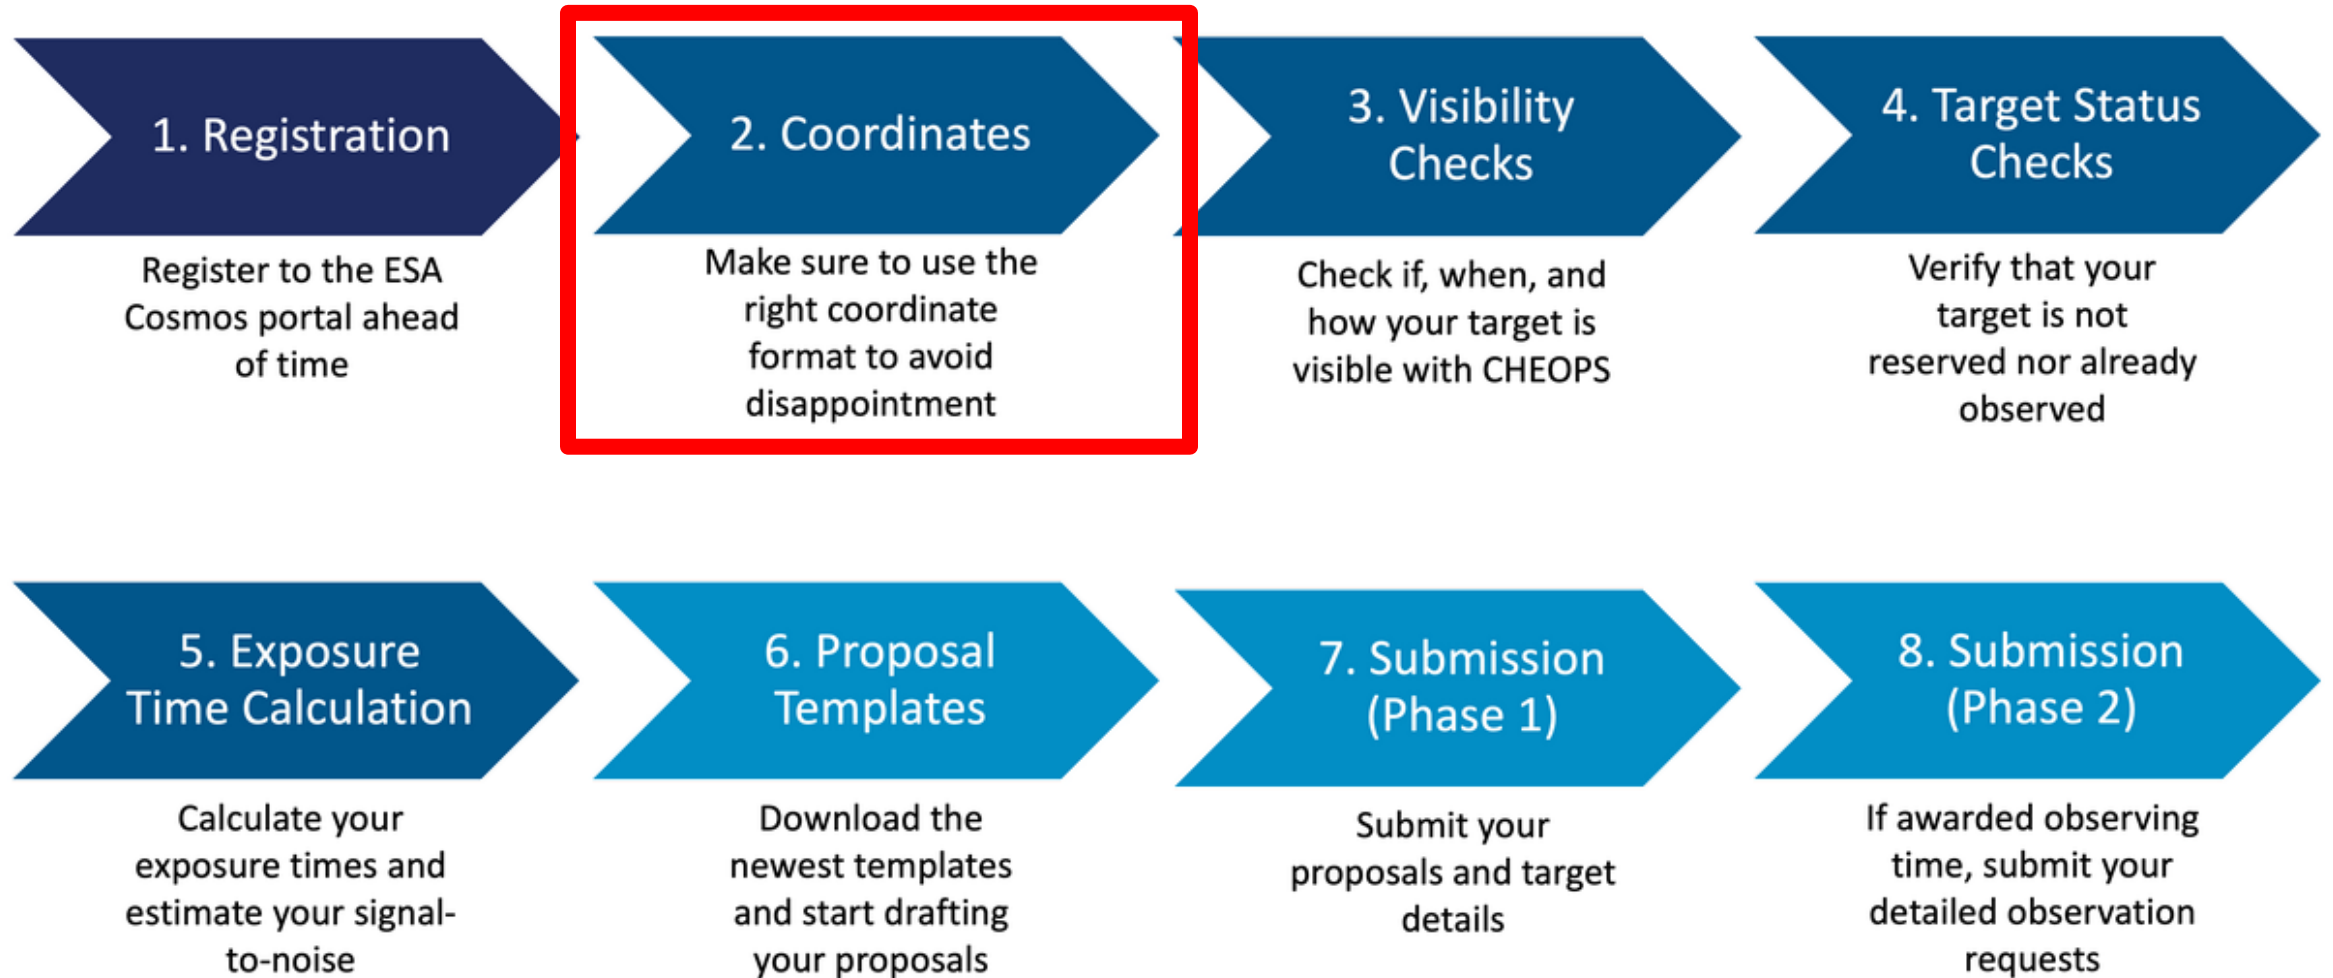 1. Registration
Register to the ESA
Cosmos portal ahead
of time
2. Coordinates
Make sure to use the
right coordinate
format to avoid
disappointment
3. Visibility
Checks
Check if, when, and
how your target is
visible with CHEOPS
4. Target Status
Checks
Verify that your
target is not
reserved nor already
observed
5. Exposure
Time Calculation
Calculate your
exposure times and
estimate your signal-
to-noise
6. Proposal
Templates
Download the
newest templates
and start drafting
your proposals
7. Submission
(Phase 1)
Submit your
proposals and target
details
8. Submission
(Phase 2)
If awarded observing
time, submit your
detailed observation
requests